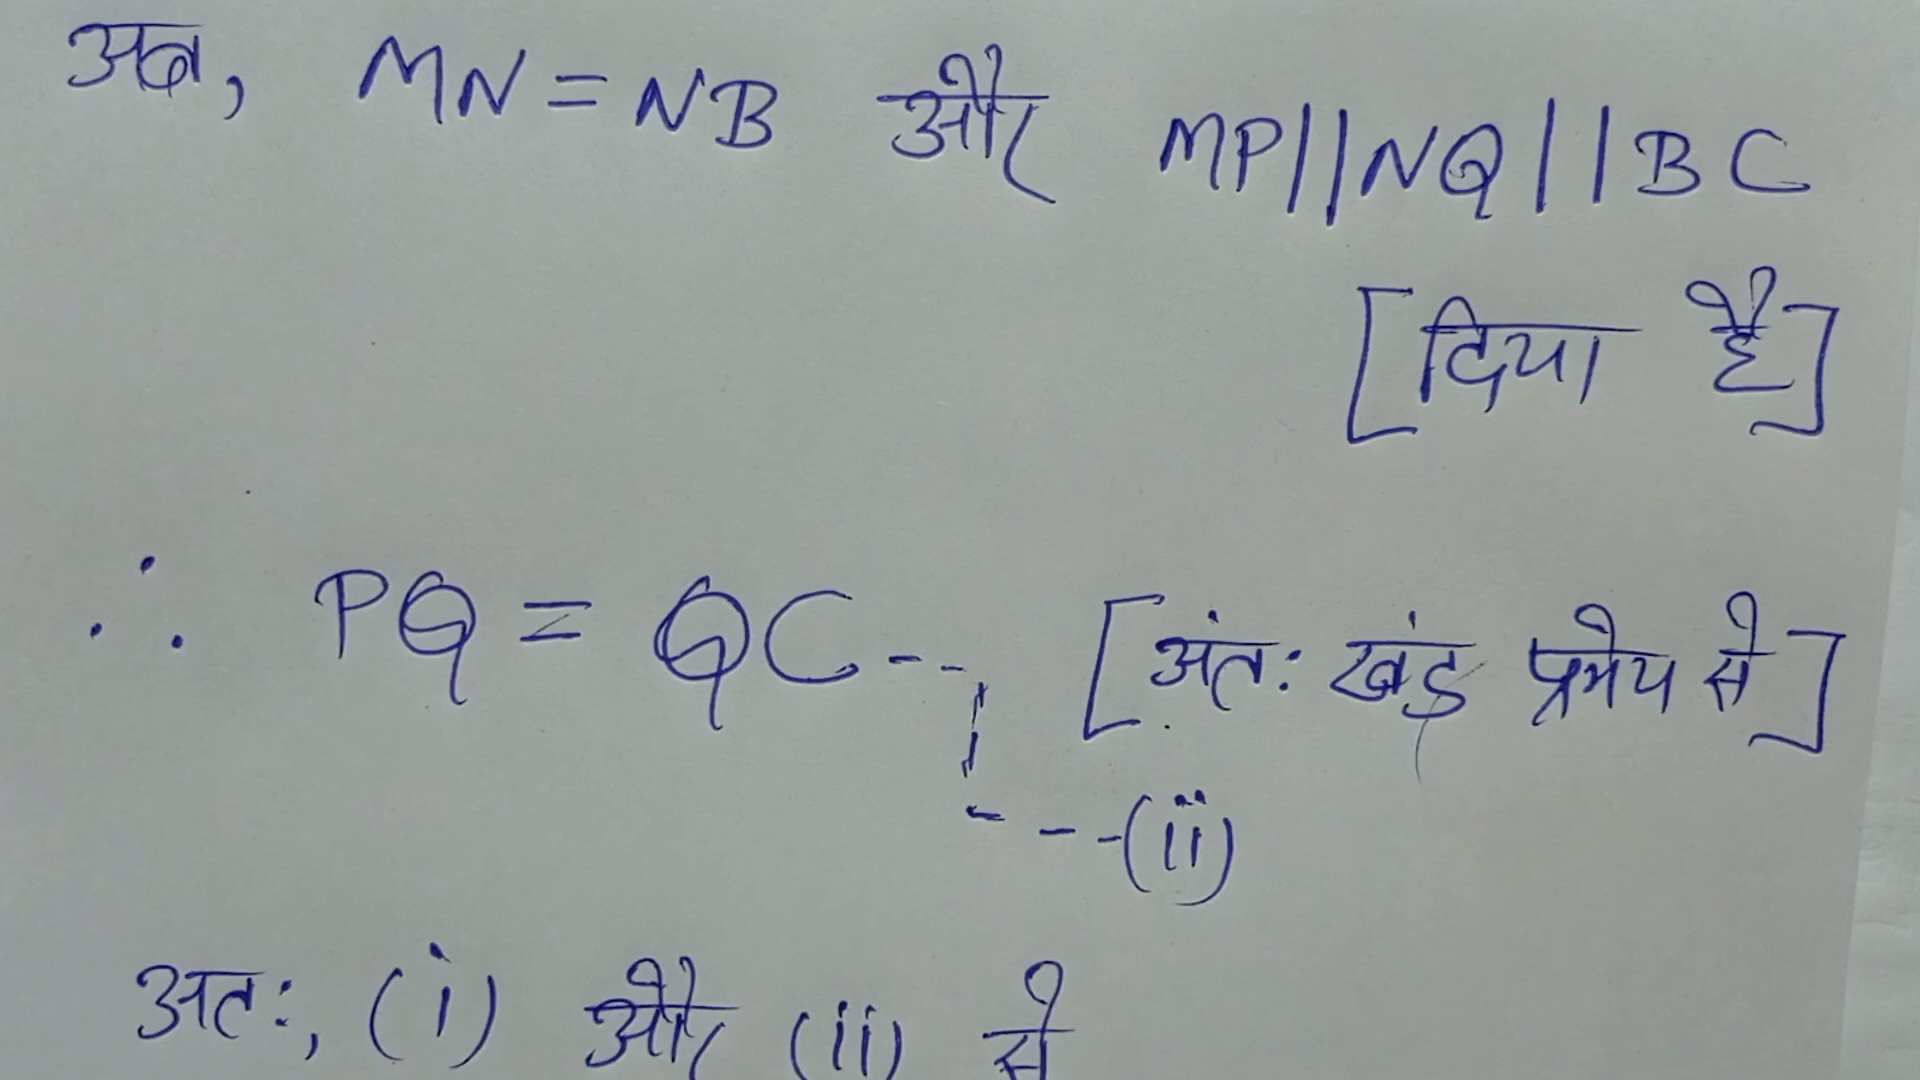 अब, MN = NB और MP||NQ||BC
[दिया है]
∴ PQ = QC--, [अंतः खंड प्रमेय से]
- - --(ii)
अतः, (i) और (ii) से